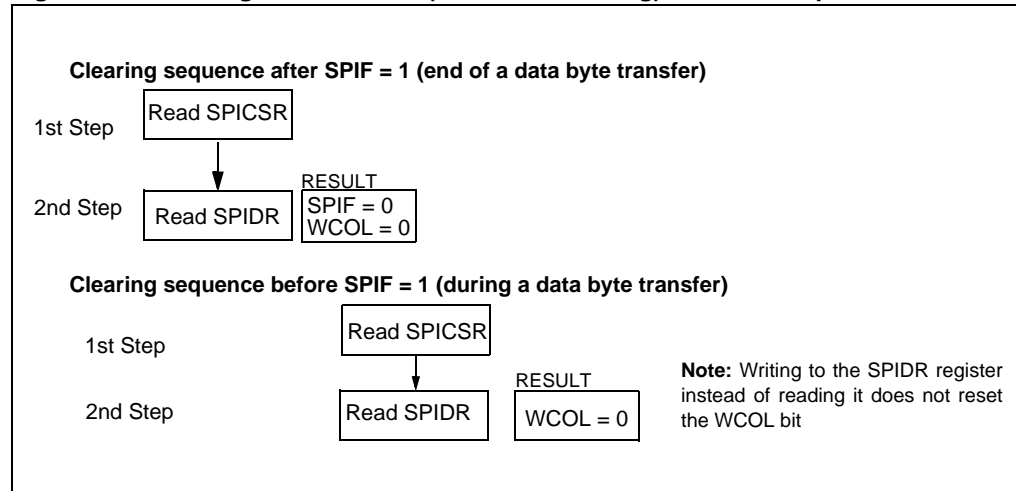 Clearing sequence after SPIF = 1 (end of a data byte transfer)
1st Step
Read SPICSR
2nd Step
Read SPIDR
RESULT
SPIF = 0
WCOL = 0
Clearing sequence before SPIF = 1 (during a data byte transfer)
1st Step
Read SPICSR
2nd Step
Read SPIDR
RESULT
WCOL = 0
Note: Writing to the SPIDR register
instead of reading it does not reset
the WCOL bit